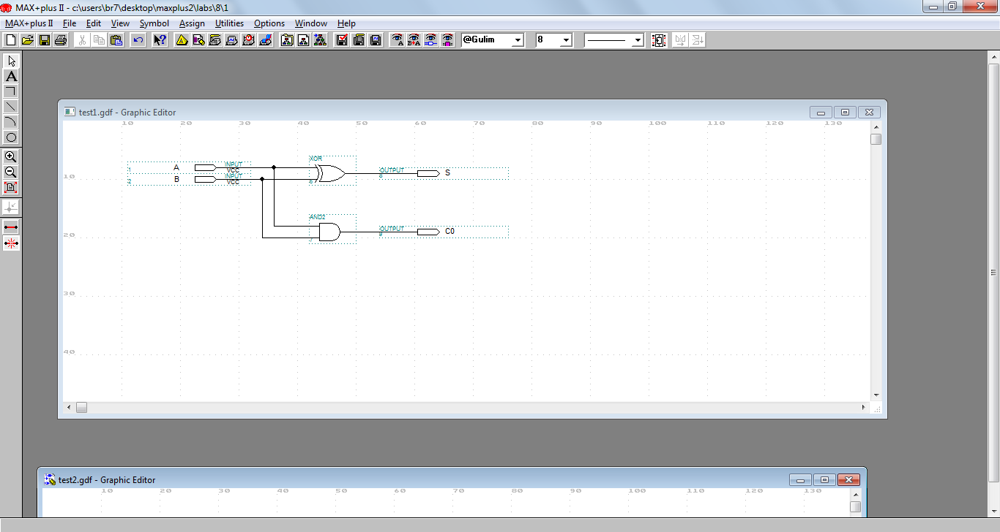 MAX+plus II - c:\users\br7\desktop\maxplus2\labs\8\1
MAX+plus II File Edit View Symbol Assign Utilities Options Window Help
@Gulim 8
test1.gdf - Graphic Editor
10 20 30 40 50 60 70 80 90 100 110 120 130
XOR
1 A INPUT
VCC
OUTPUT
8 S
10
2 B INPUT
VCC
6
AND2
OUTPUT
9 C0
20
7
30
40
test2.gdf - Graphic Editor
10 20 30 40 50 60 70 80 90 100 110 120 130